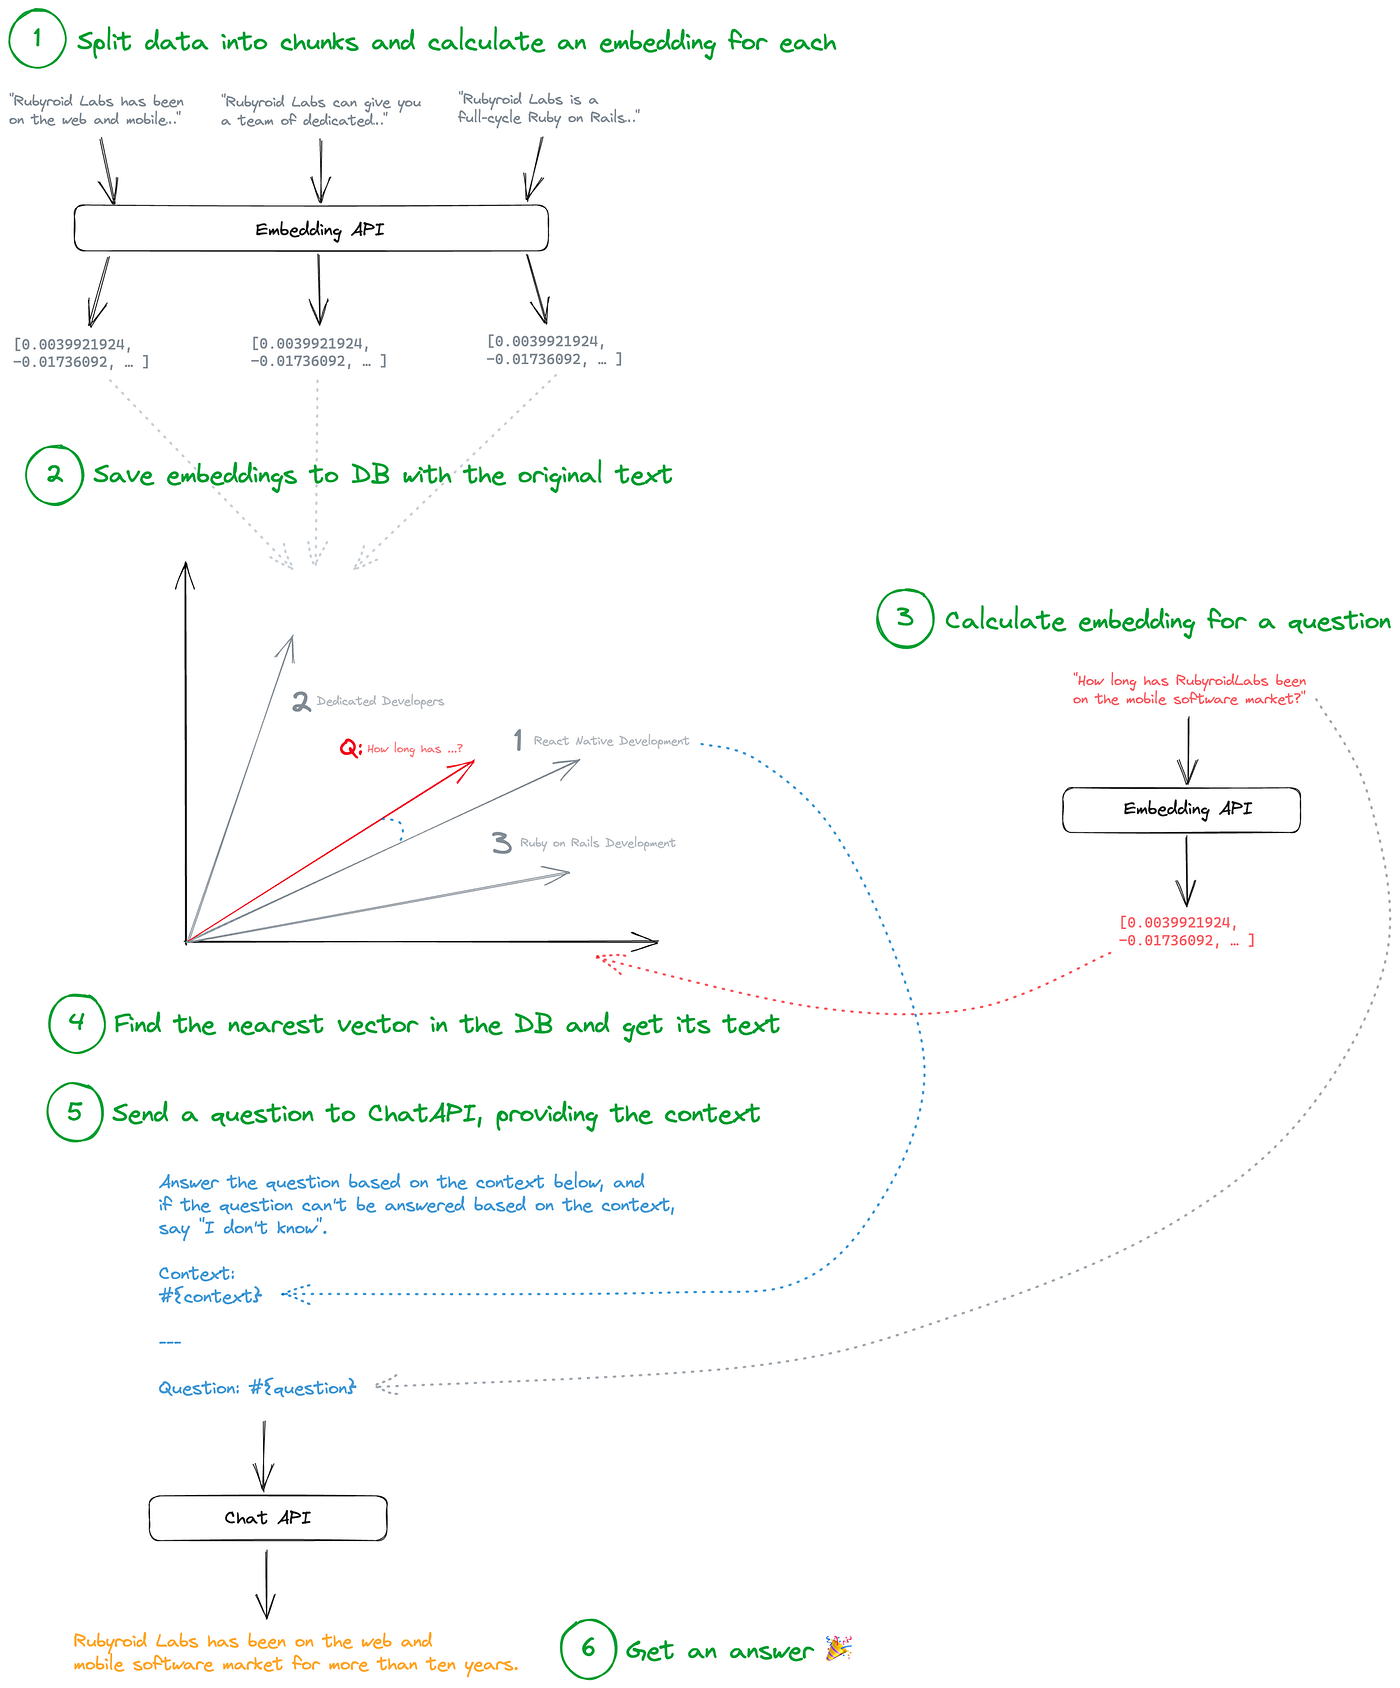 1 Split data into chunks and calculate an embedding for each
"Rubyroid Labs has been
on the web and mobile..."
"Rubyroid Labs can give you
a team of dedicated..."
"Rubyroid Labs is a
full-cycle Ruby on Rails..."
Embedding API
[0.0039921924,
-0.01736092, … ]
[0.0039921924,
-0.01736092, … ]
[0.0039921924,
-0.01736092, … ]
2 Save embeddings to DB with the original text
2 Dedicated Developers
Q: How long has ...?
1 React Native Development
3 Ruby on Rails Development
3 Calculate embedding for a question
"How long has RubyroidLabs been
on the mobile software market?"
Embedding API
[0.0039921924,
-0.01736092, … ]
4 Find the nearest vector in the DB and get its text
5 Send a question to ChatAPI, providing the context
Answer the question based on the context below, and
if the question can't be answered based on the context,
say "I don't know".
Context:
#{context}
---
Question: #{question}
Chat API
Rubyroid Labs has been on the web and
mobile software market for more than ten years.
6 Get an answer 🎉